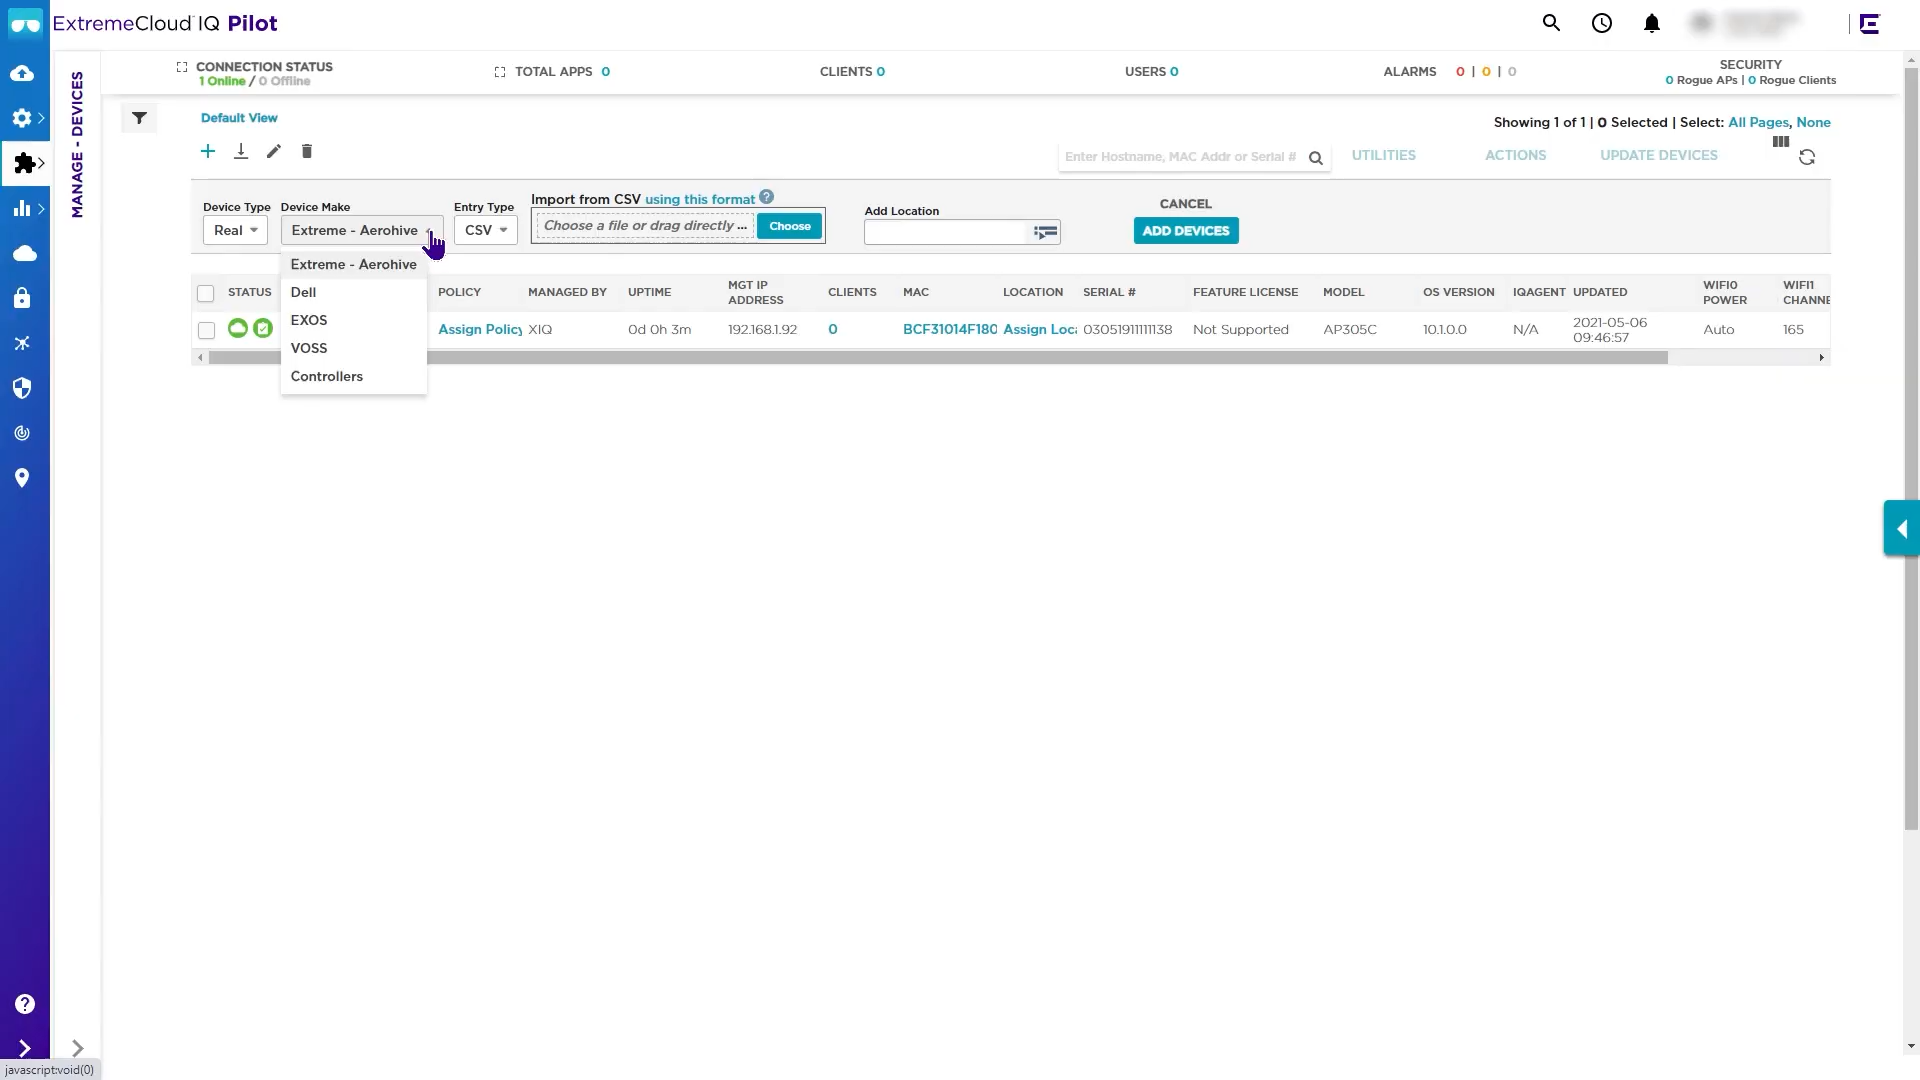 ExtremeCloud IQ Pilot
MANAGE - DEVICES
CONNECTION STATUS
1 Online / 0 Offline
TOTAL APPS 0
CLIENTS 0
USERS 0
ALARMS 0 | 0 | 0
SECURITY
0 Rogue APs | 0 Rogue Clients
Default View
Showing 1 of 1 | 0 Selected | Select: All Pages, None
Enter Hostname, MAC Addr or Serial #
UTILITIES
ACTIONS
UPDATE DEVICES
Device Type
Real
Device Make
Extreme - Aerohive
Entry Type
CSV
Import from CSV using this format ?
Choose a file or drag directly ...
Choose
Add Location
CANCEL
ADD DEVICES
Extreme - Aerohive
Dell
EXOS
VOSS
Controllers
STATUS POLICY MANAGED BY UPTIME MGT IP ADDRESS CLIENTS MAC LOCATION SERIAL # FEATURE LICENSE MODEL OS VERSION IQAGENT UPDATED WIFI0 POWER WIFI1 CHANNE
Assign Policy XIQ 0d 0h 3m 192.168.1.92 0 BCF31014F180 Assign Loc 03051911111138 Not Supported AP305C 10.1.0.0 N/A 2021-05-06 09:46:57 Auto 165
javascript:void(0)